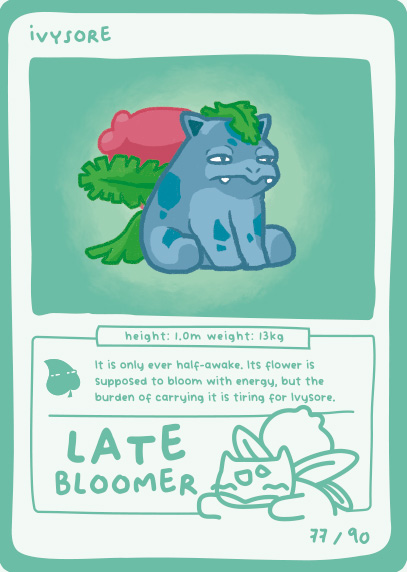 iVYSORE
height: 1.0m weight: 13kg
It is only ever half-awake. Its flower is
supposed to bloom with energy, but the
burden of carrying it is tiring for Ivysore.
LATE
BLOOMER
77/90